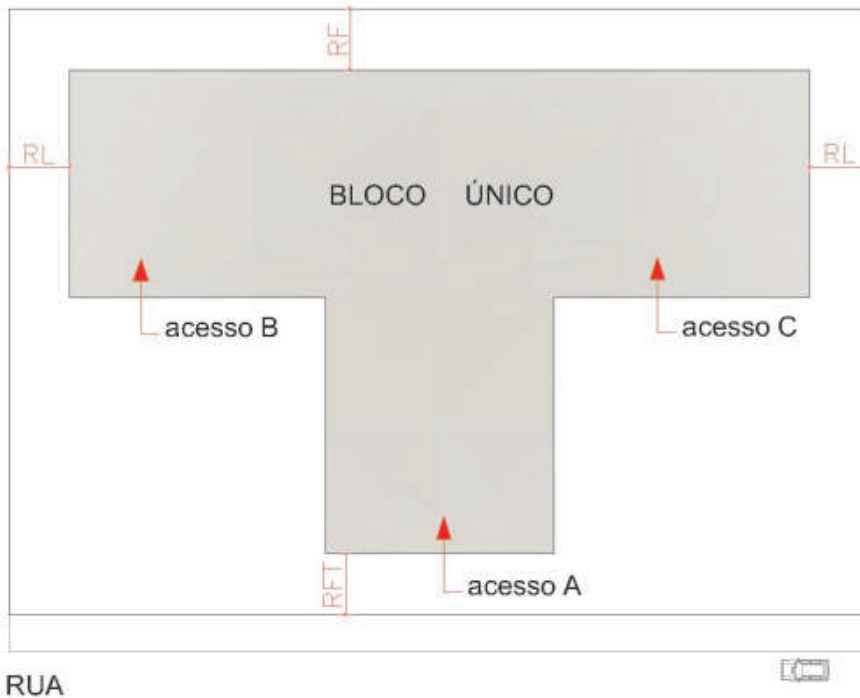 RF
RL
RL
BLOCO ÚNICO
acesso B
acesso C
RFT
acesso A
RUA